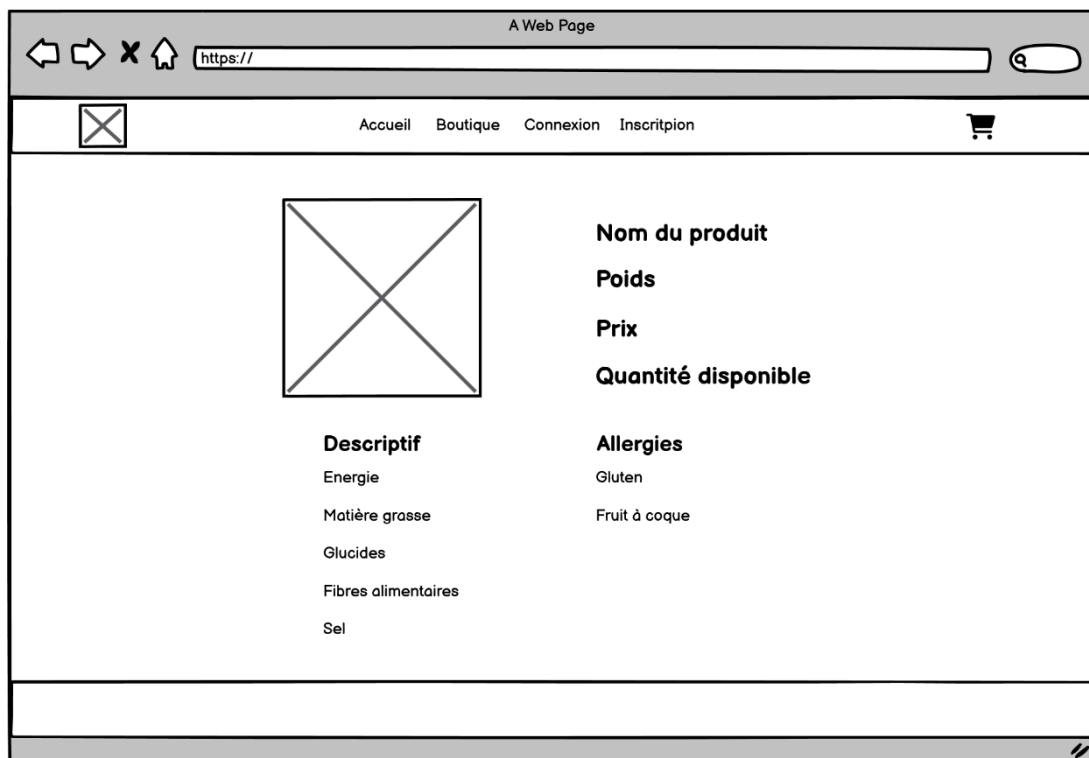 A Web Page
https://
Accueil Boutique Connexion Inscritpion
Nom du produit
Poids
Prix
Quantité disponible
Descriptif
Energie
Matière grasse
Glucides
Fibres alimentaires
Sel
Allergies
Gluten
Fruit à coque